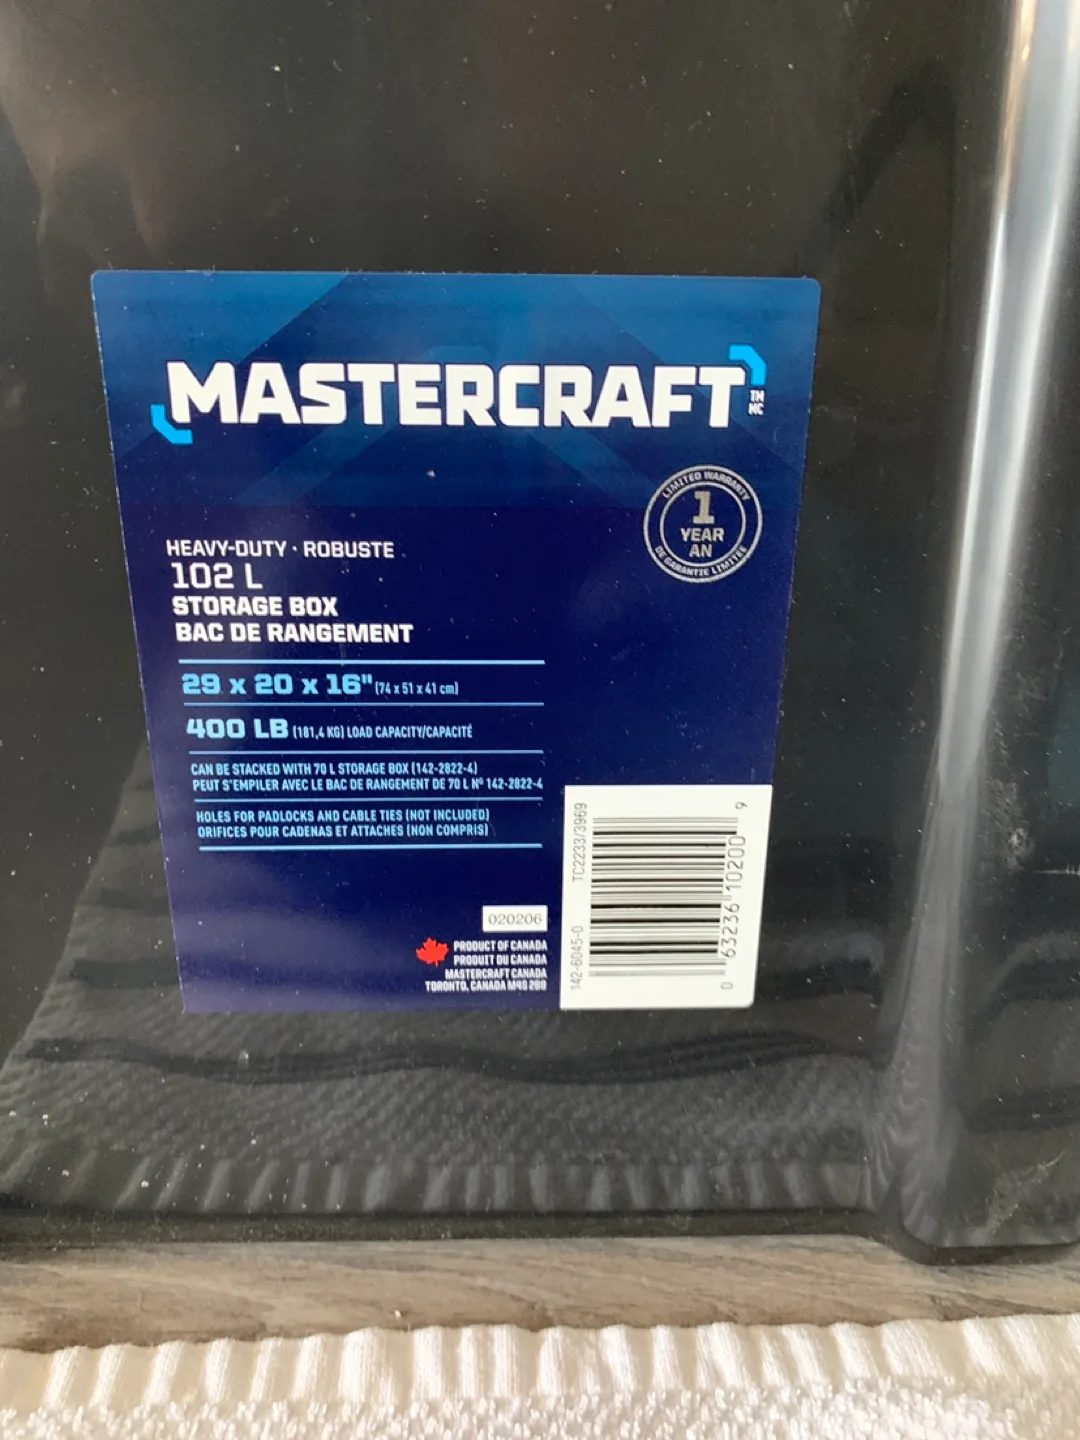 MASTERCRAFT
TM
MC
LIMITED WARRANTY
1
YEAR
AN
DE GARANTIE LIMITÉE
HEAVY-DUTY · ROBUSTE
102 L
STORAGE BOX
BAC DE RANGEMENT
29 x 20 x 16" (74 x 51 x 41 cm)
400 LB (181,4 KG) LOAD CAPACITY/CAPACITÉ
CAN BE STACKED WITH 70 L STORAGE BOX (142-2822-4)
PEUT S'EMPILER AVEC LE BAC DE RANGEMENT DE 70 L Nº 142-2822-4
HOLES FOR PADLOCKS AND CABLE TIES (NOT INCLUDED)
ORIFICES POUR CADENAS ET ATTACHES (NON COMPRIS)
020206
PRODUCT OF CANADA
PRODUIT DU CANADA
MASTERCRAFT CANADA
TORONTO, CANADA M4S 2B8
142-6045-0 TC2233/3969
0 63236 10200 9